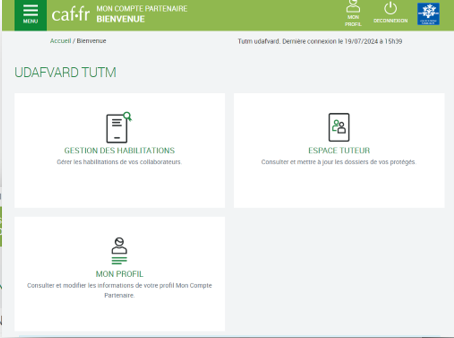 MENU
caf.fr MON COMPTE PARTENAIRE
BIENVENUE
MON
PROFIL
DÉCONNEXION
Accueil / Bienvenue
Tutm udafvard. Dernière connexion le 19/07/2024 à 15h39
UDAFVARD TUTM
GESTION DES HABILITATIONS
Gérer les habilitations de vos collaborateurs.
ESPACE TUTEUR
Consulter et mettre à jour les dossiers de vos protégés
MON PROFIL
Consulter et modifier les informations de votre profil Mon Compte
Partenaire.